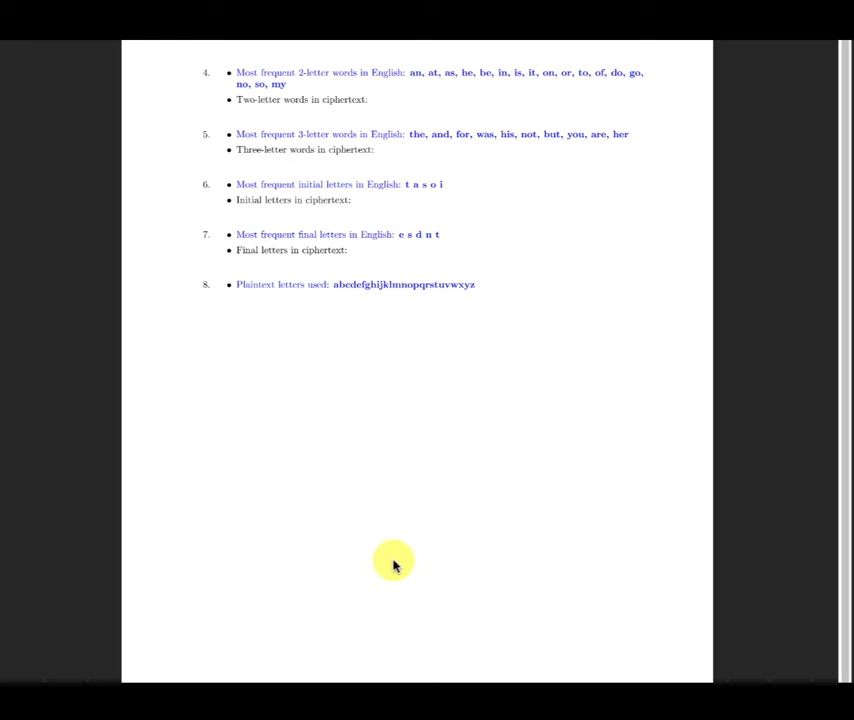 4. • Most frequent 2-letter words in English: an, at, as, he, be, in, is, it, on, or, to, of, do, go,
no, so, my
• Two-letter words in ciphertext:
5. • Most frequent 3-letter words in English: the, and, for, was, his, not, but, you, are, her
• Three-letter words in ciphertext:
6. • Most frequent initial letters in English: t a s o i
• Initial letters in ciphertext:
7. • Most frequent final letters in English: e s d n t
• Final letters in ciphertext:
8. • Plaintext letters used: abcdefghijklmnopqrstuvwxyz